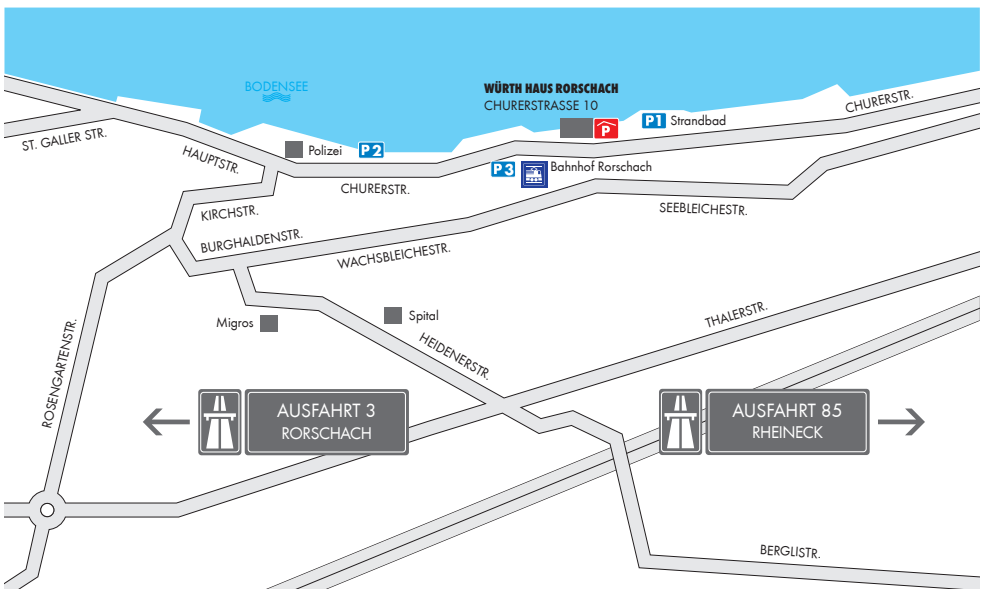 BODENSEE
WÜRTH HAUS RORSCHACH
CHURERSTRASSE 10
P
P1 Strandbad
CHURERSTR.
ST. GALLER STR.
HAUPTSTR.
Polizei P2
P3 Bahnhof Rorschach
CHURERSTR.
KIRCHSTR.
SEEBLEICHESTR.
BURGHALDENSTR.
WACHSBLEICHESTR.
Migros
Spital
THALERSTR.
HEIDENERSTR.
ROSENGARTENSTR.
AUSFAHRT 3
RORSCHACH
AUSFAHRT 85
RHEINECK
BERGLISTR.